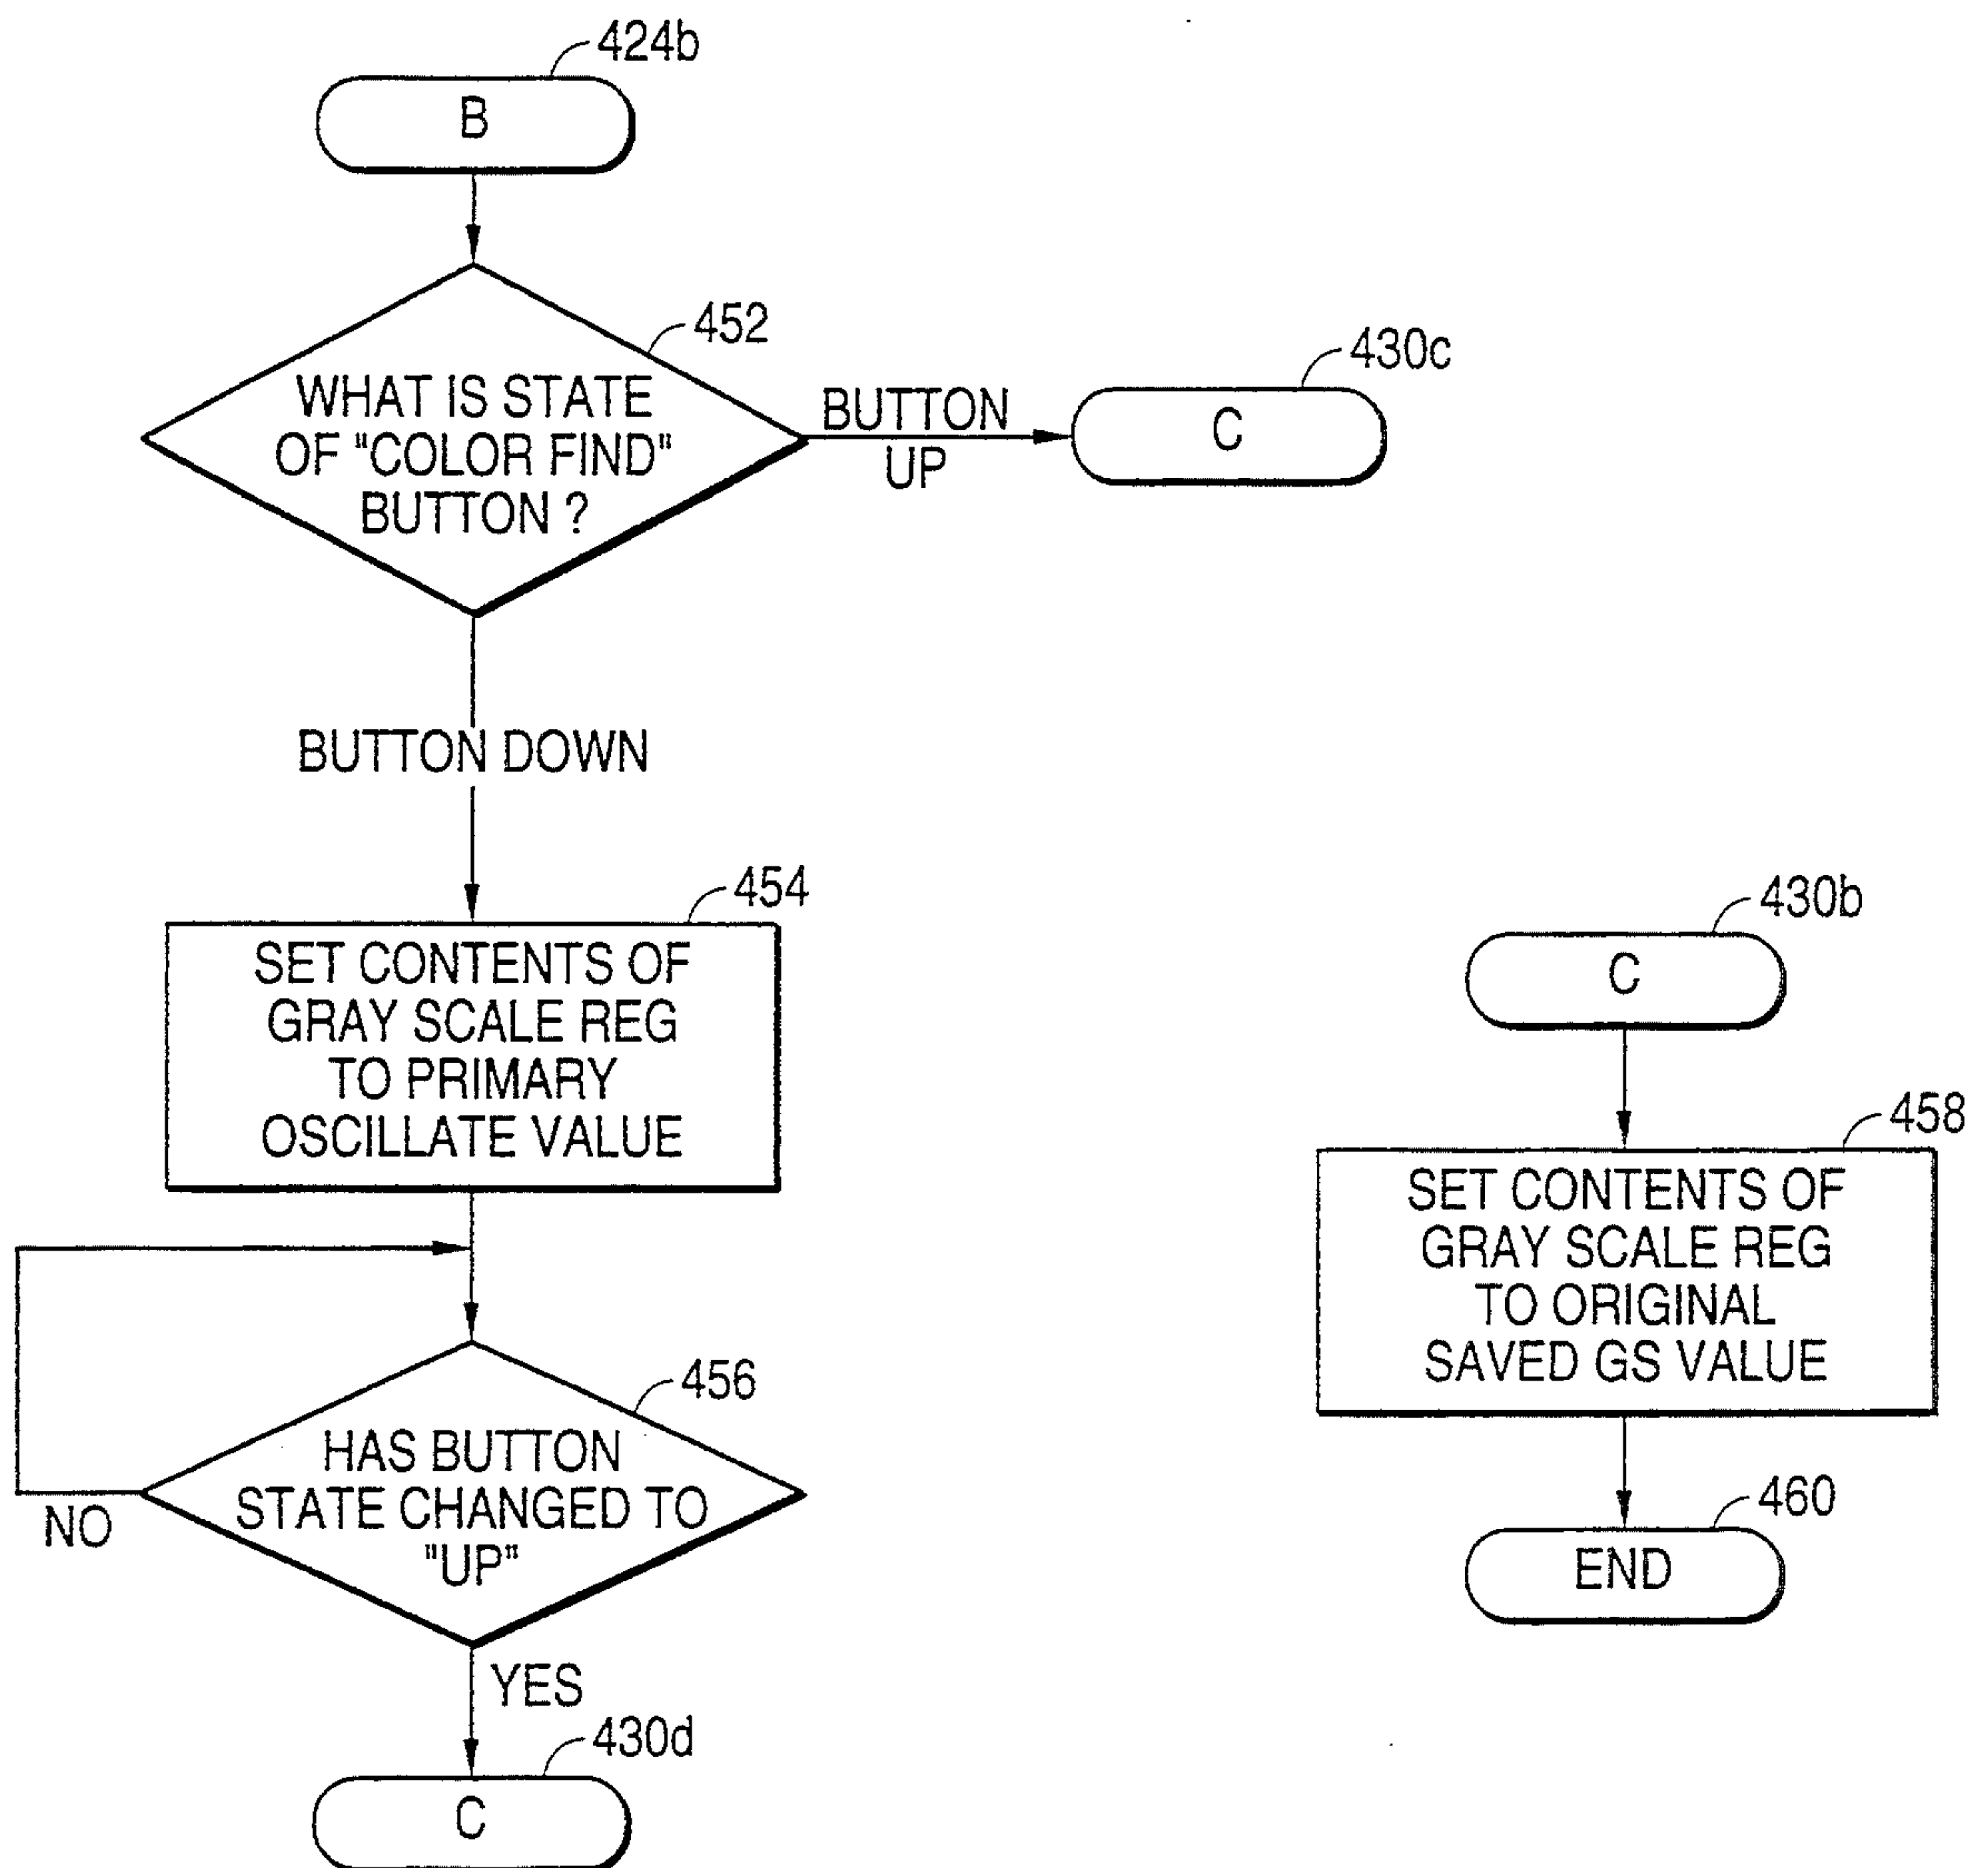 424b
B
452
WHAT IS STATE
OF "COLOR FIND"
BUTTON ?
BUTTON
UP
430c
C
BUTTON DOWN
454
SET CONTENTS OF
GRAY SCALE REG
TO PRIMARY
OSCILLATE VALUE
456
HAS BUTTON
STATE CHANGED TO
"UP"
NO
YES
430d
C
430b
C
458
SET CONTENTS OF
GRAY SCALE REG
TO ORIGINAL
SAVED GS VALUE
460
END